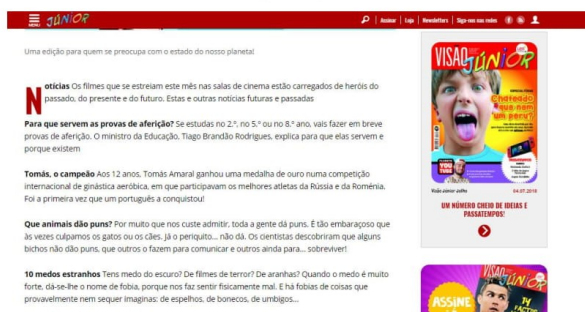 MENU JÚNIOR Assinar | Loja | Newsletters | Siga-nos nas redes
Uma edição para quem se preocupa com o estado do nosso planeta!
Notícias Os filmes que se estreiam este mês nas salas de cinema estão carregados de heróis do
passado, do presente e do futuro. Estas e outras notícias futuras e passadas
Para que servem as provas de aferição? Se estudas no 2.º, no 5.º ou no 8.º ano, vais fazer em breve
provas de aferição. O ministro da Educação, Tiago Brandão Rodrigues, explica para que elas servem e
porque existem
Tomás, o campeão Aos 12 anos, Tomás Amaral ganhou uma medalha de ouro numa competição
internacional de ginástica aeróbica, em que participavam os melhores atletas da Rússia e da Roménia.
Foi a primeira vez que um português a conquistou!
Que animais dão puns? Por muito que nos custe admitir, toda a gente dá puns. É tão embaraçoso que
às vezes culpamos os gatos ou os cães. Já o periquito... não dá. Os cientistas descobriram que alguns
bichos não dão puns, que outros o fazem para comunicar e outros ainda para... sobreviver!
10 medos estranhos Tens medo do escuro? De filmes de terror? De aranhas? Quando o medo é muito
forte, dá-se-lhe o nome de fobia, porque nos faz sentir fisicamente mal. E há fobias de coisas que
provavelmente nem sequer imaginas: de espelhos, de bonecos, de umbigos...
VISÃO JÚNIOR
Chateado
que nem
um peru?
YOU
TUBE
Visão Júnior Julho 04.07.2018
UM NÚMERO CHEIO DE IDEIAS E
PASSATEMPOS!
VISÃO JÚNIOR
ASSINE
14
FACTOS